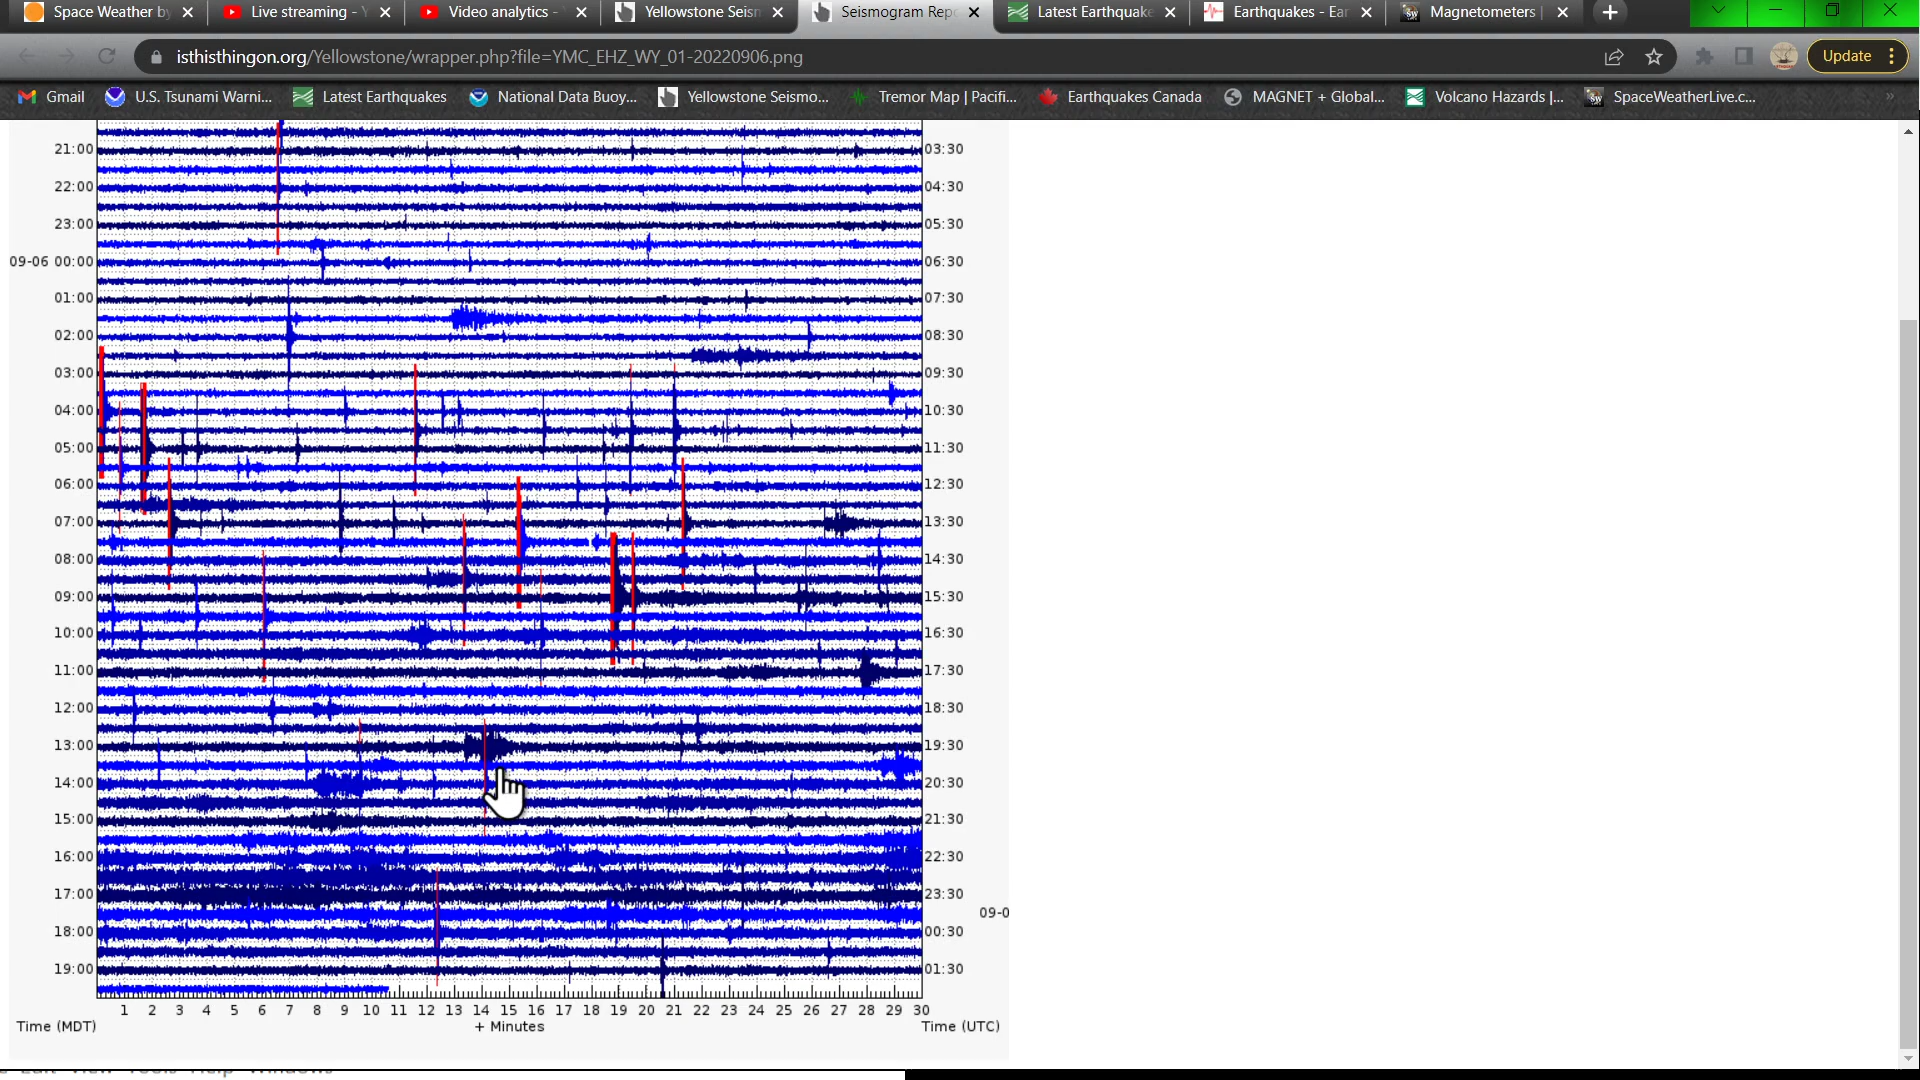 Space Weather by
Live streaming - Y
Video analytics -
Yellowstone Seism
Seismogram Repo
Latest Earthquake
Earthquakes - Ear
Magnetometers |
isthisthingon.org/Yellowstone/wrapper.php?file=YMC_EHZ_WY_01-20220906.png
Update
Gmail
U.S. Tsunami Warni...
Latest Earthquakes
National Data Buoy...
Yellowstone Seismo...
Tremor Map | Pacifi...
Earthquakes Canada
MAGNET + Global...
Volcano Hazards |...
SpaceWeatherLive.c...
21:00 03:30
22:00 04:30
23:00 05:30
09-06 00:00 06:30
01:00 07:30
02:00 08:30
03:00 09:30
04:00 10:30
05:00 11:30
06:00 12:30
07:00 13:30
08:00 14:30
09:00 15:30
10:00 16:30
11:00 17:30
12:00 18:30
13:00 19:30
14:00 20:30
15:00 21:30
16:00 22:30
17:00 23:30
09-0
18:00 00:30
19:00 01:30
1 2 3 4 5 6 7 8 9 10 11 12 13 14 15 16 17 18 19 20 21 22 23 24 25 26 27 28 29 30
Time (MDT) + Minutes Time (UTC)